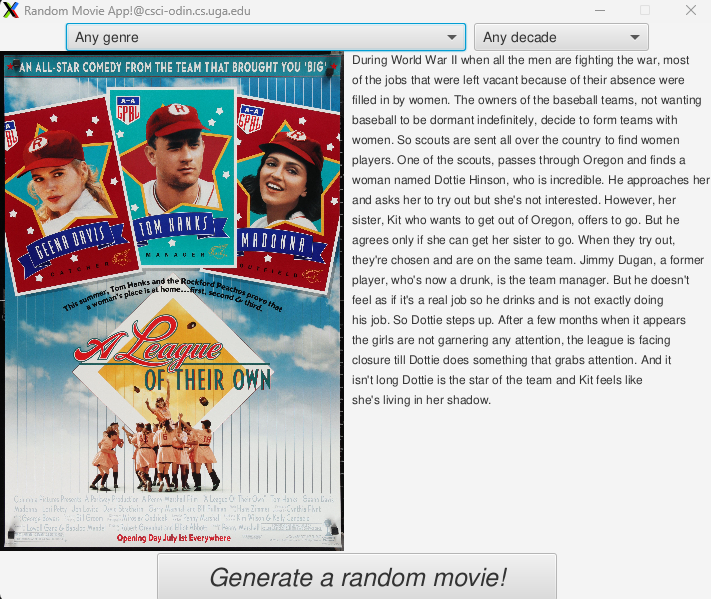 Random Movie App!@csci-odin.cs.uga.edu
Any genre
Any decade
AN ALL-STAR COMEDY FROM THE TEAM THAT BROUGHT YOU 'BIG'
A-A
GPBL
A-A
GPBL
R
R
R
GEENA DAVIS
CATCHER
TOM HANKS
MANAGER
MADONNA
OUTFIELD
This summer, Tom Hanks and the Rockford Peaches prove that
a woman's place is at home...first, second & third.
A League
OF THEIR OWN
Opening Day July 1st Everywhere
During World War II when all the men are fighting the war, most
of the jobs that were left vacant because of their absence were
filled in by women. The owners of the baseball teams, not wanting
baseball to be dormant indefinitely, decide to form teams with
women. So scouts are sent all over the country to find women
players. One of the scouts, passes through Oregon and finds a
woman named Dottie Hinson, who is incredible. He approaches her
and asks her to try out but she's not interested. However, her
sister, Kit who wants to get out of Oregon, offers to go. But he
agrees only if she can get her sister to go. When they try out,
they're chosen and are on the same team. Jimmy Dugan, a former
player, who's now a drunk, is the team manager. But he doesn't
feel as if it's a real job so he drinks and is not exactly doing
his job. So Dottie steps up. After a few months when it appears
the girls are not garnering any attention, the league is facing
closure till Dottie does something that grabs attention. And it
isn't long Dottie is the star of the team and Kit feels like
she's living in her shadow.
Generate a random movie!